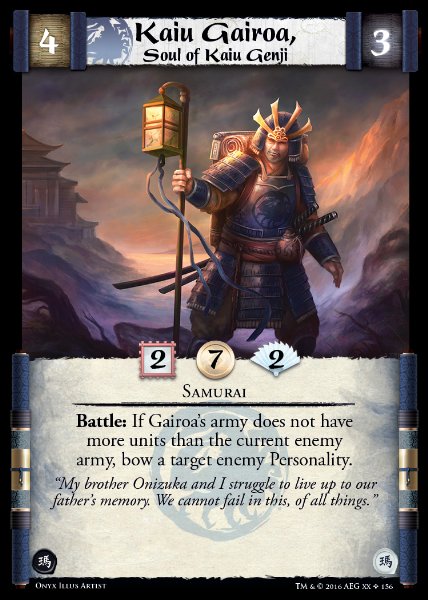 4
Kaiu Gairoa,
Soul of Kaiu Genji
3
2
7
2
Samurai
Battle: If Gairoa's army does not have
more units than the current enemy
army, bow a target enemy Personality.
"My brother Onizuka and I struggle to live up to our
father's memory. We cannot fail in this, of all things."
瑪
瑪
Onyx Illus Artist
TM & © 2016 AEG XX ❖ 156